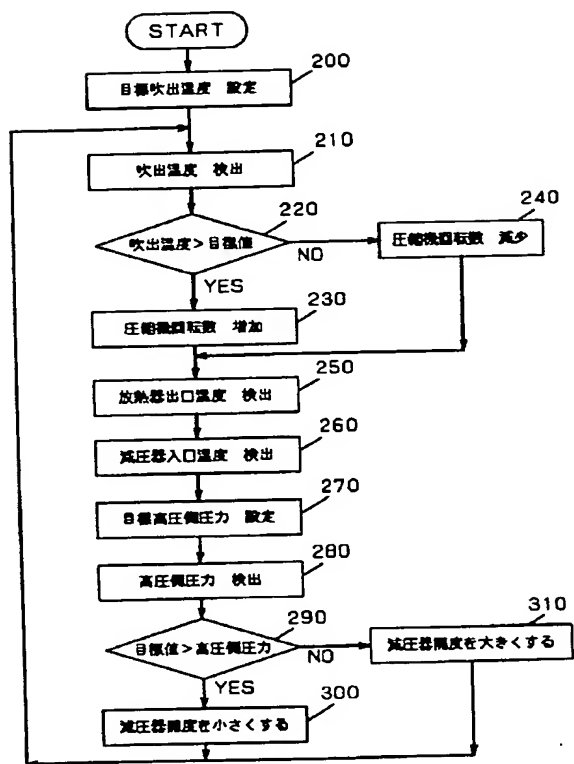 START
200
目標吹出温度 設定
210
吹出温度 検出
220
240
吹出温度>目標値
NO
圧縮機回転数 減少
YES
230
圧縮機回転数 増加
250
放熱器出口温度 検出
260
減圧器入口温度 検出
270
目標高圧側圧力 設定
280
高圧側圧力 検出
290
310
目標値>高圧側圧力
NO
減圧器開度を大きくする
YES
300
減圧器開度を小さくする